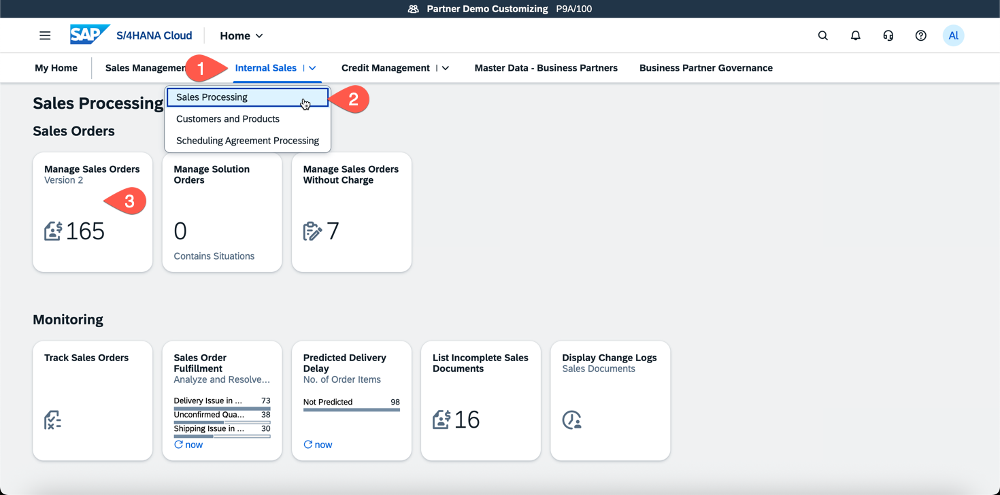 Partner Demo Customizing P9A/100
SAP S/4HANA Cloud Home Al
My Home Sales Managemen 1 Internal Sales Credit Management Master Data - Business Partners Business Partner Governance
Sales Processing
2
Customers and Products
Scheduling Agreement Processing
Sales Processing
Sales Orders
Manage Sales Orders
Version 2
3
165
Manage Solution
Orders
0
Contains Situations
Manage Sales Orders
Without Charge
7
Monitoring
Track Sales Orders
Sales Order
Fulfillment
Analyze and Resolve...
Delivery Issue in ... 73
Unconfirmed Qua... 38
Shipping Issue in ... 30
now
Predicted Delivery
Delay
No. of Order Items
Not Predicted 98
now
List Incomplete Sales
Documents
16
Display Change Logs
Sales Documents